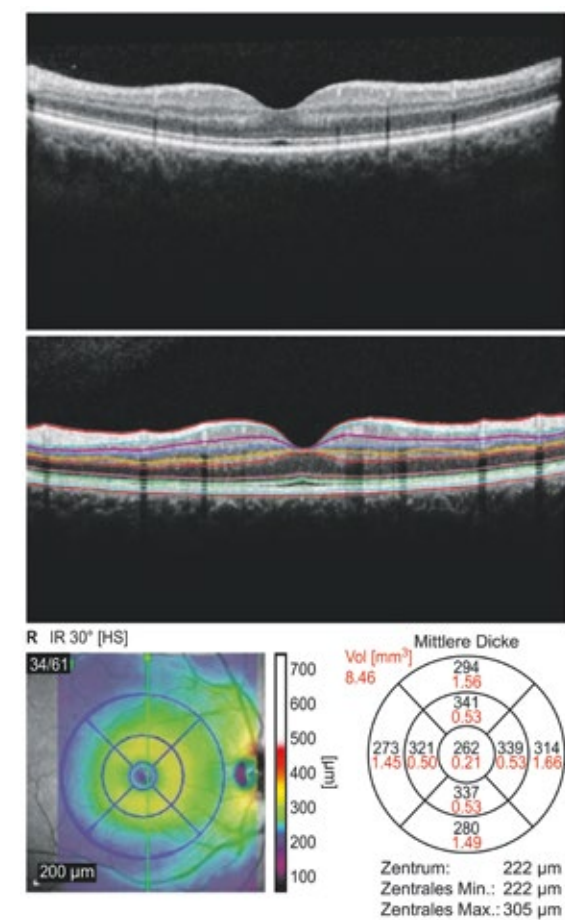 R IR 30° [HS]
34/61
200 µm
700
600
500
400
300
200
100
[µm]
Mittlere Dicke
Vol [mm³]
8.46
294
1.56
341
0.53
273 321 262 339 314
1.45 0.50 0.21 0.53 1.66
337
0.53
280
1.49
Zentrum: 222 µm
Zentrales Min.: 222 µm
Zentrales Max.: 305 µm